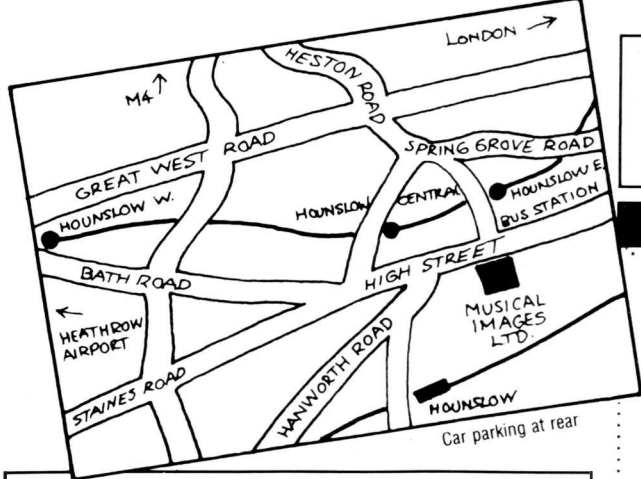 LONDON →
HESTON ROAD
M4 ↑
GREAT WEST ROAD
SPRING GROVE ROAD
HOUNSLOW W.
HOUNSLOW CENTRAL
HOUNSLOW E.
BUS STATION
BATH ROAD
HIGH STREET
← HEATHROW
AIRPORT
MUSICAL
IMAGES
LTD.
STAINES ROAD
HANWORTH ROAD
HOUNSLOW
Car parking at rear